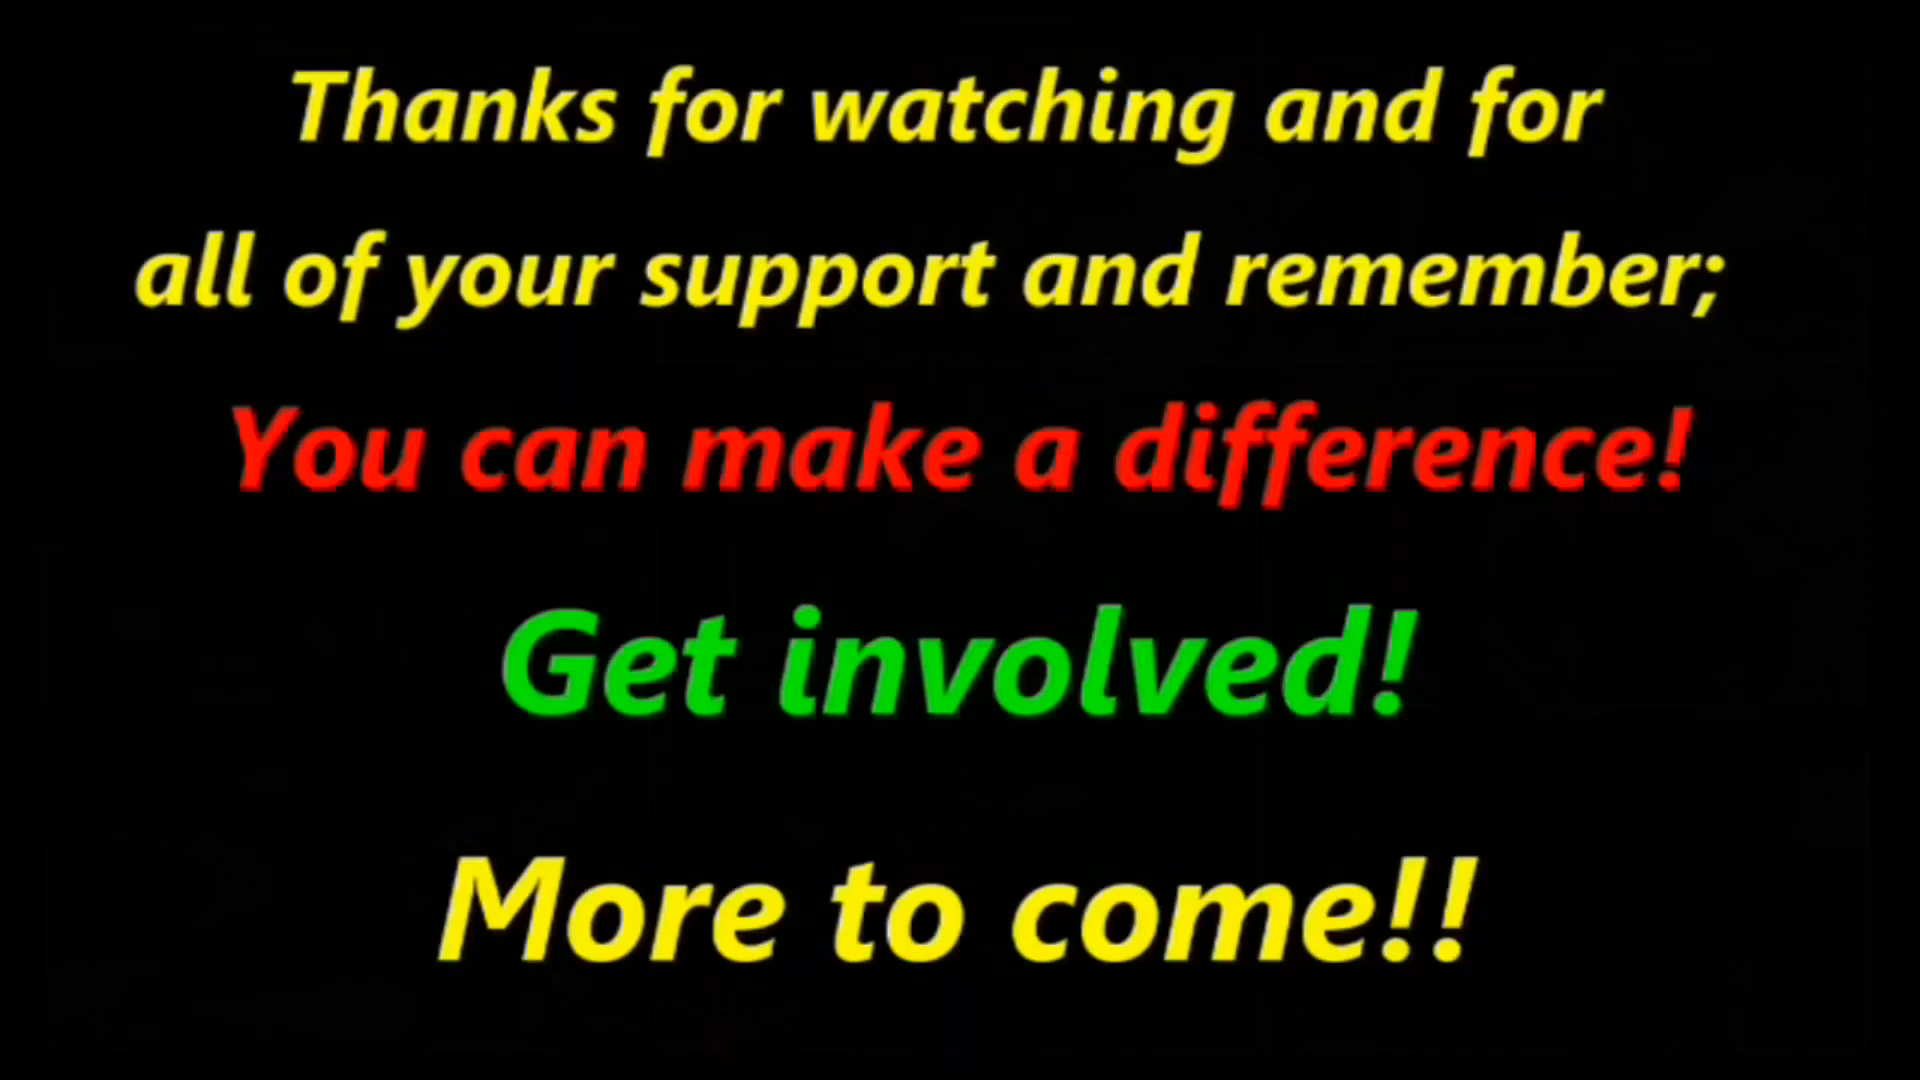 Thanks for watching and for
all of your support and remember;
You can make a difference!
Get involved!
More to come!!